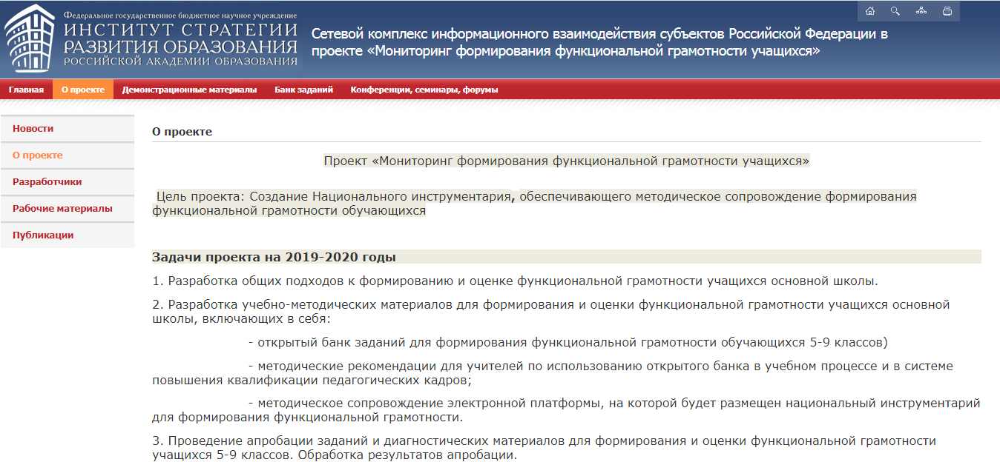 Федеральное государственное бюджетное научное учреждение
ИНСТИТУТ СТРАТЕГИИ
РАЗВИТИЯ ОБРАЗОВАНИЯ
РОССИЙСКОЙ АКАДЕМИИ ОБРАЗОВАНИЯ
Сетевой комплекс информационного взаимодействия субъектов Российской Федерации в
проекте «Мониторинг формирования функциональной грамотности учащихся»
Главная О проекте Демонстрационные материалы Банк заданий Конференции, семинары, форумы
Новости
О проекте
Разработчики
Рабочие материалы
Публикации
О проекте
Проект «Мониторинг формирования функциональной грамотности учащихся»
Цель проекта: Создание Национального инструментария, обеспечивающего методическое сопровождение формирования
функциональной грамотности обучающихся
Задачи проекта на 2019-2020 годы
1. Разработка общих подходов к формированию и оценке функциональной грамотности учащихся основной школы.
2. Разработка учебно-методических материалов для формирования и оценки функциональной грамотности учащихся основной
школы, включающих в себя:
- открытый банк заданий для формирования функциональной грамотности обучающихся 5-9 классов)
- методические рекомендации для учителей по использованию открытого банка в учебном процессе и в системе
повышения квалификации педагогических кадров;
- методическое сопровождение электронной платформы, на которой будет размещен национальный инструментарий
для формирования функциональной грамотности.
3. Проведение апробации заданий и диагностических материалов для формирования и оценки функциональной грамотности
учащихся 5-9 классов. Обработка результатов апробации.